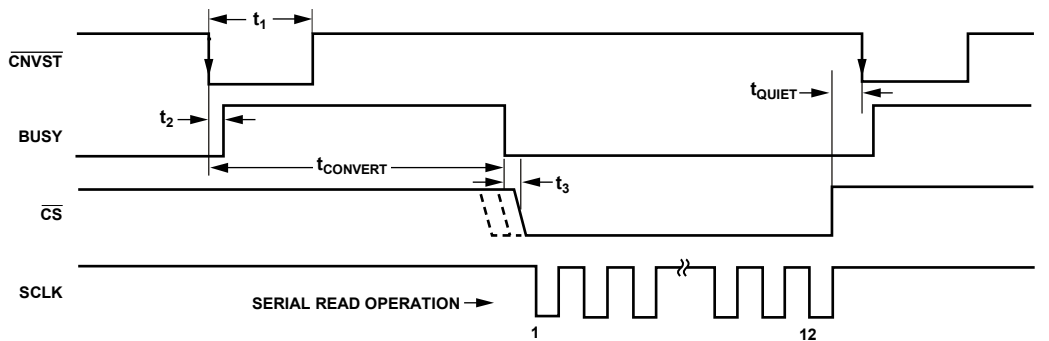 t1
CNVST
tQUIET
t2
BUSY
tCONVERT
t3
CS
SCLK
SERIAL READ OPERATION
1
12